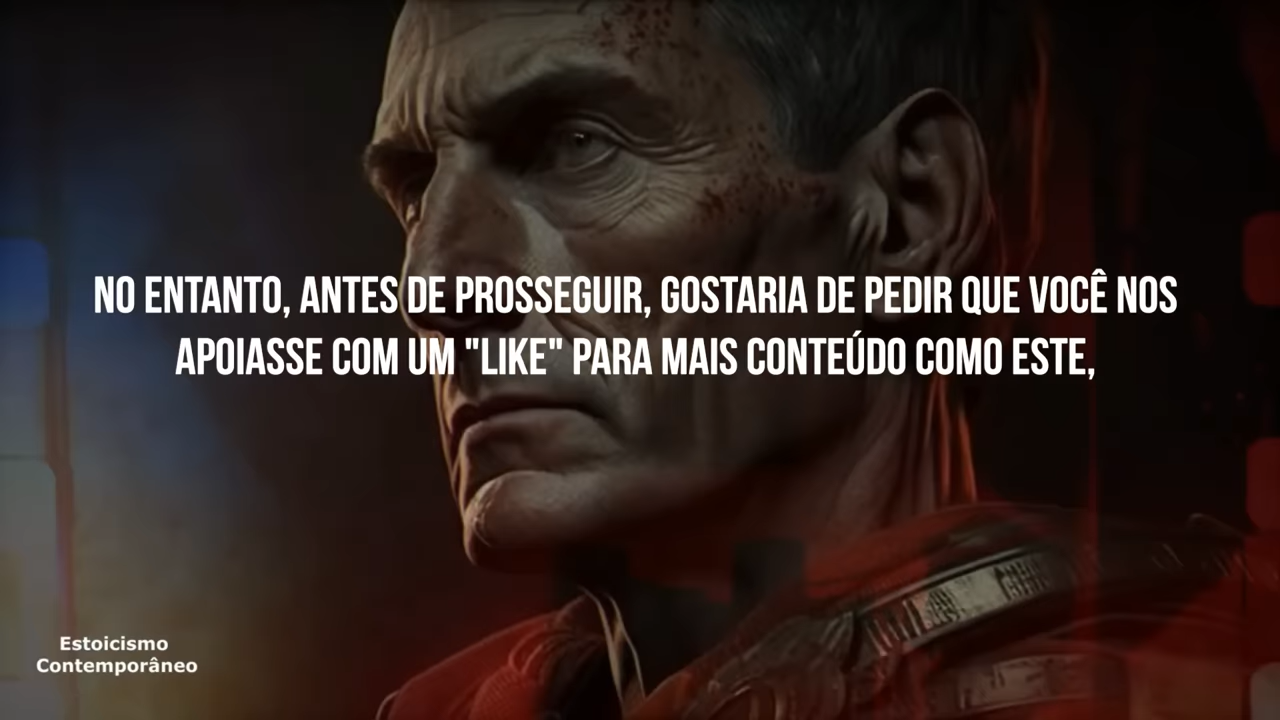 NO ENTANTO, ANTES DE PROSSEGUIR, GOSTARIA DE PEDIR QUE VOCÊ NOS
APOIASSE COM UM "LIKE" PARA MAIS CONTEÚDO COMO ESTE,
Estoicismo
Contemporâneo